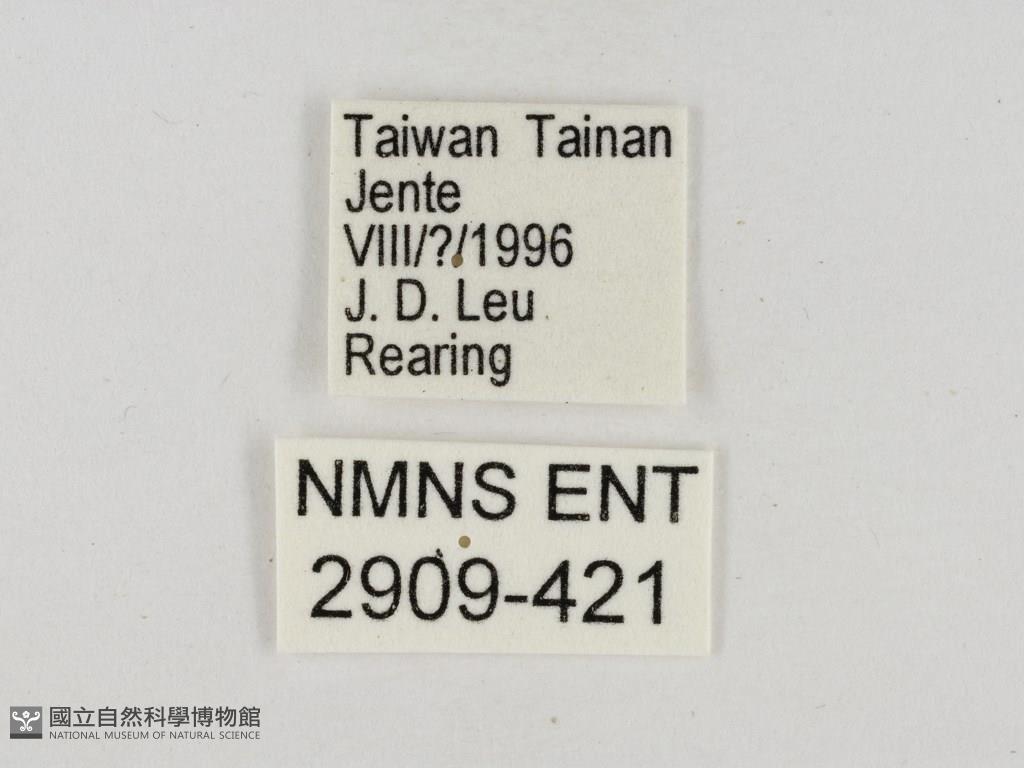 Taiwan Tainan
Jente
VIII/?/1996
J. D. Leu
Rearing
NMNS ENT
2909-421
國立自然科學博物館
NATIONAL MUSEUM OF NATURAL SCIENCE